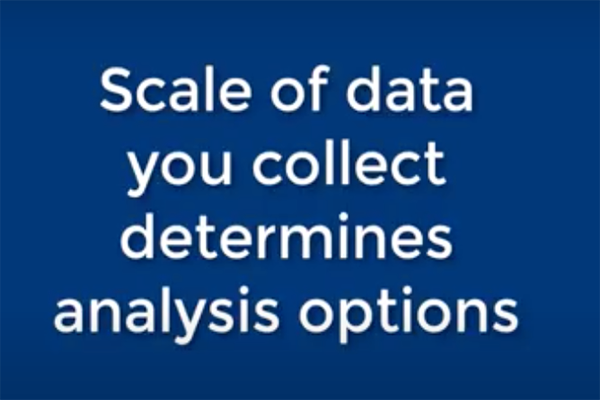 Scale of data
you collect
determines
analysis options